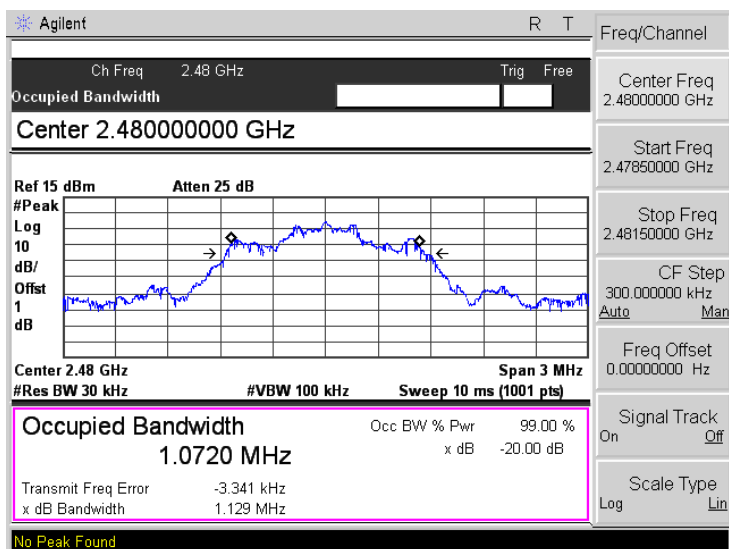 Agilent R T
Ch Freq 2.48 GHz Trig Free
Occupied Bandwidth
Center 2.480000000 GHz
Ref 15 dBm Atten 25 dB
#Peak
Log
10
dB/
Offst
1
dB
Center 2.48 GHz Span 3 MHz
#Res BW 30 kHz #VBW 100 kHz Sweep 10 ms (1001 pts)
Occupied Bandwidth Occ BW % Pwr 99.00 %
1.0720 MHz x dB -20.00 dB
Transmit Freq Error -3.341 kHz
x dB Bandwidth 1.129 MHz
No Peak Found
Freq/Channel
Center Freq
2.48000000 GHz
Start Freq
2.47850000 GHz
Stop Freq
2.48150000 GHz
CF Step
300.000000 kHz
Auto Man
Freq Offset
0.00000000 Hz
Signal Track
On Off
Scale Type
Log Lin